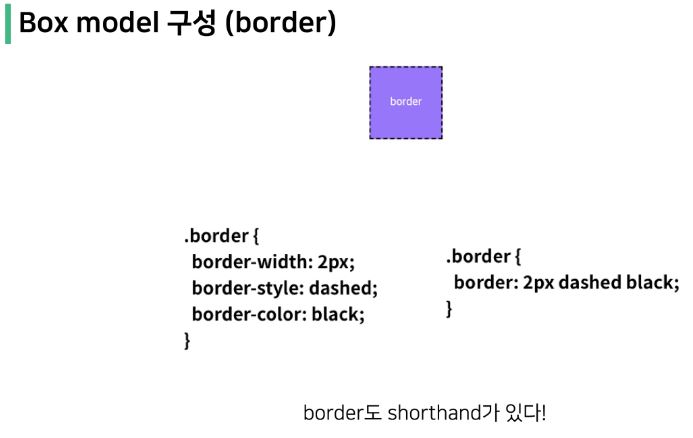 Box model 구성 (border)
border
.border {
border-width: 2px;
border-style: dashed;
border-color: black;
}
.border {
border: 2px dashed black;
}
border도 shorthand가 있다!